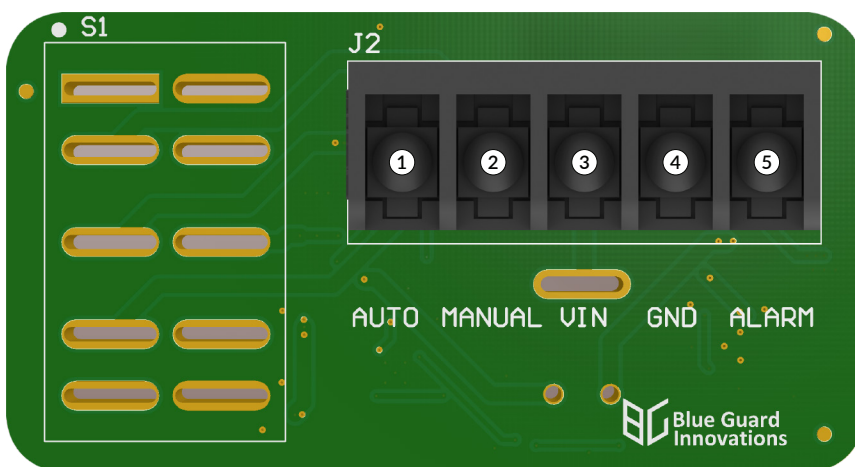 S1
J2
1 2 3 4 5
AUTO MANUAL VIN GND ALARM
Blue Guard
Innovations